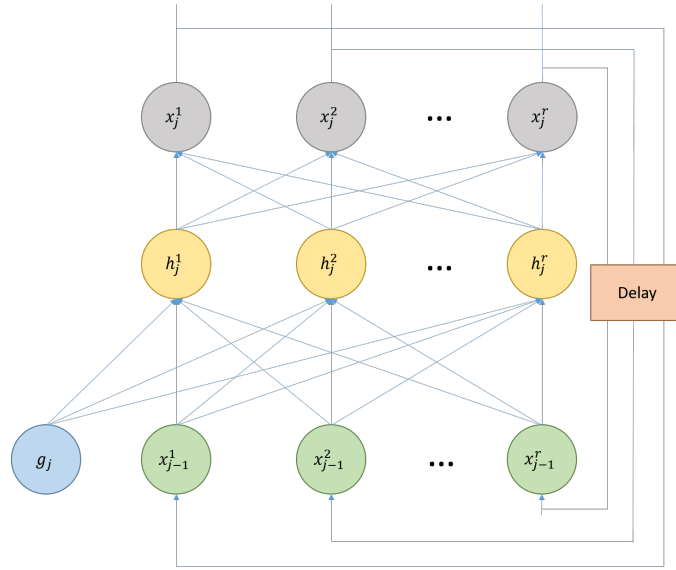 x_j^1 x_j^2 ... x_j^r
h_j^1 h_j^2 ... h_j^r
Delay
g_j x_{j-1}^1 x_{j-1}^2 ... x_{j-1}^r